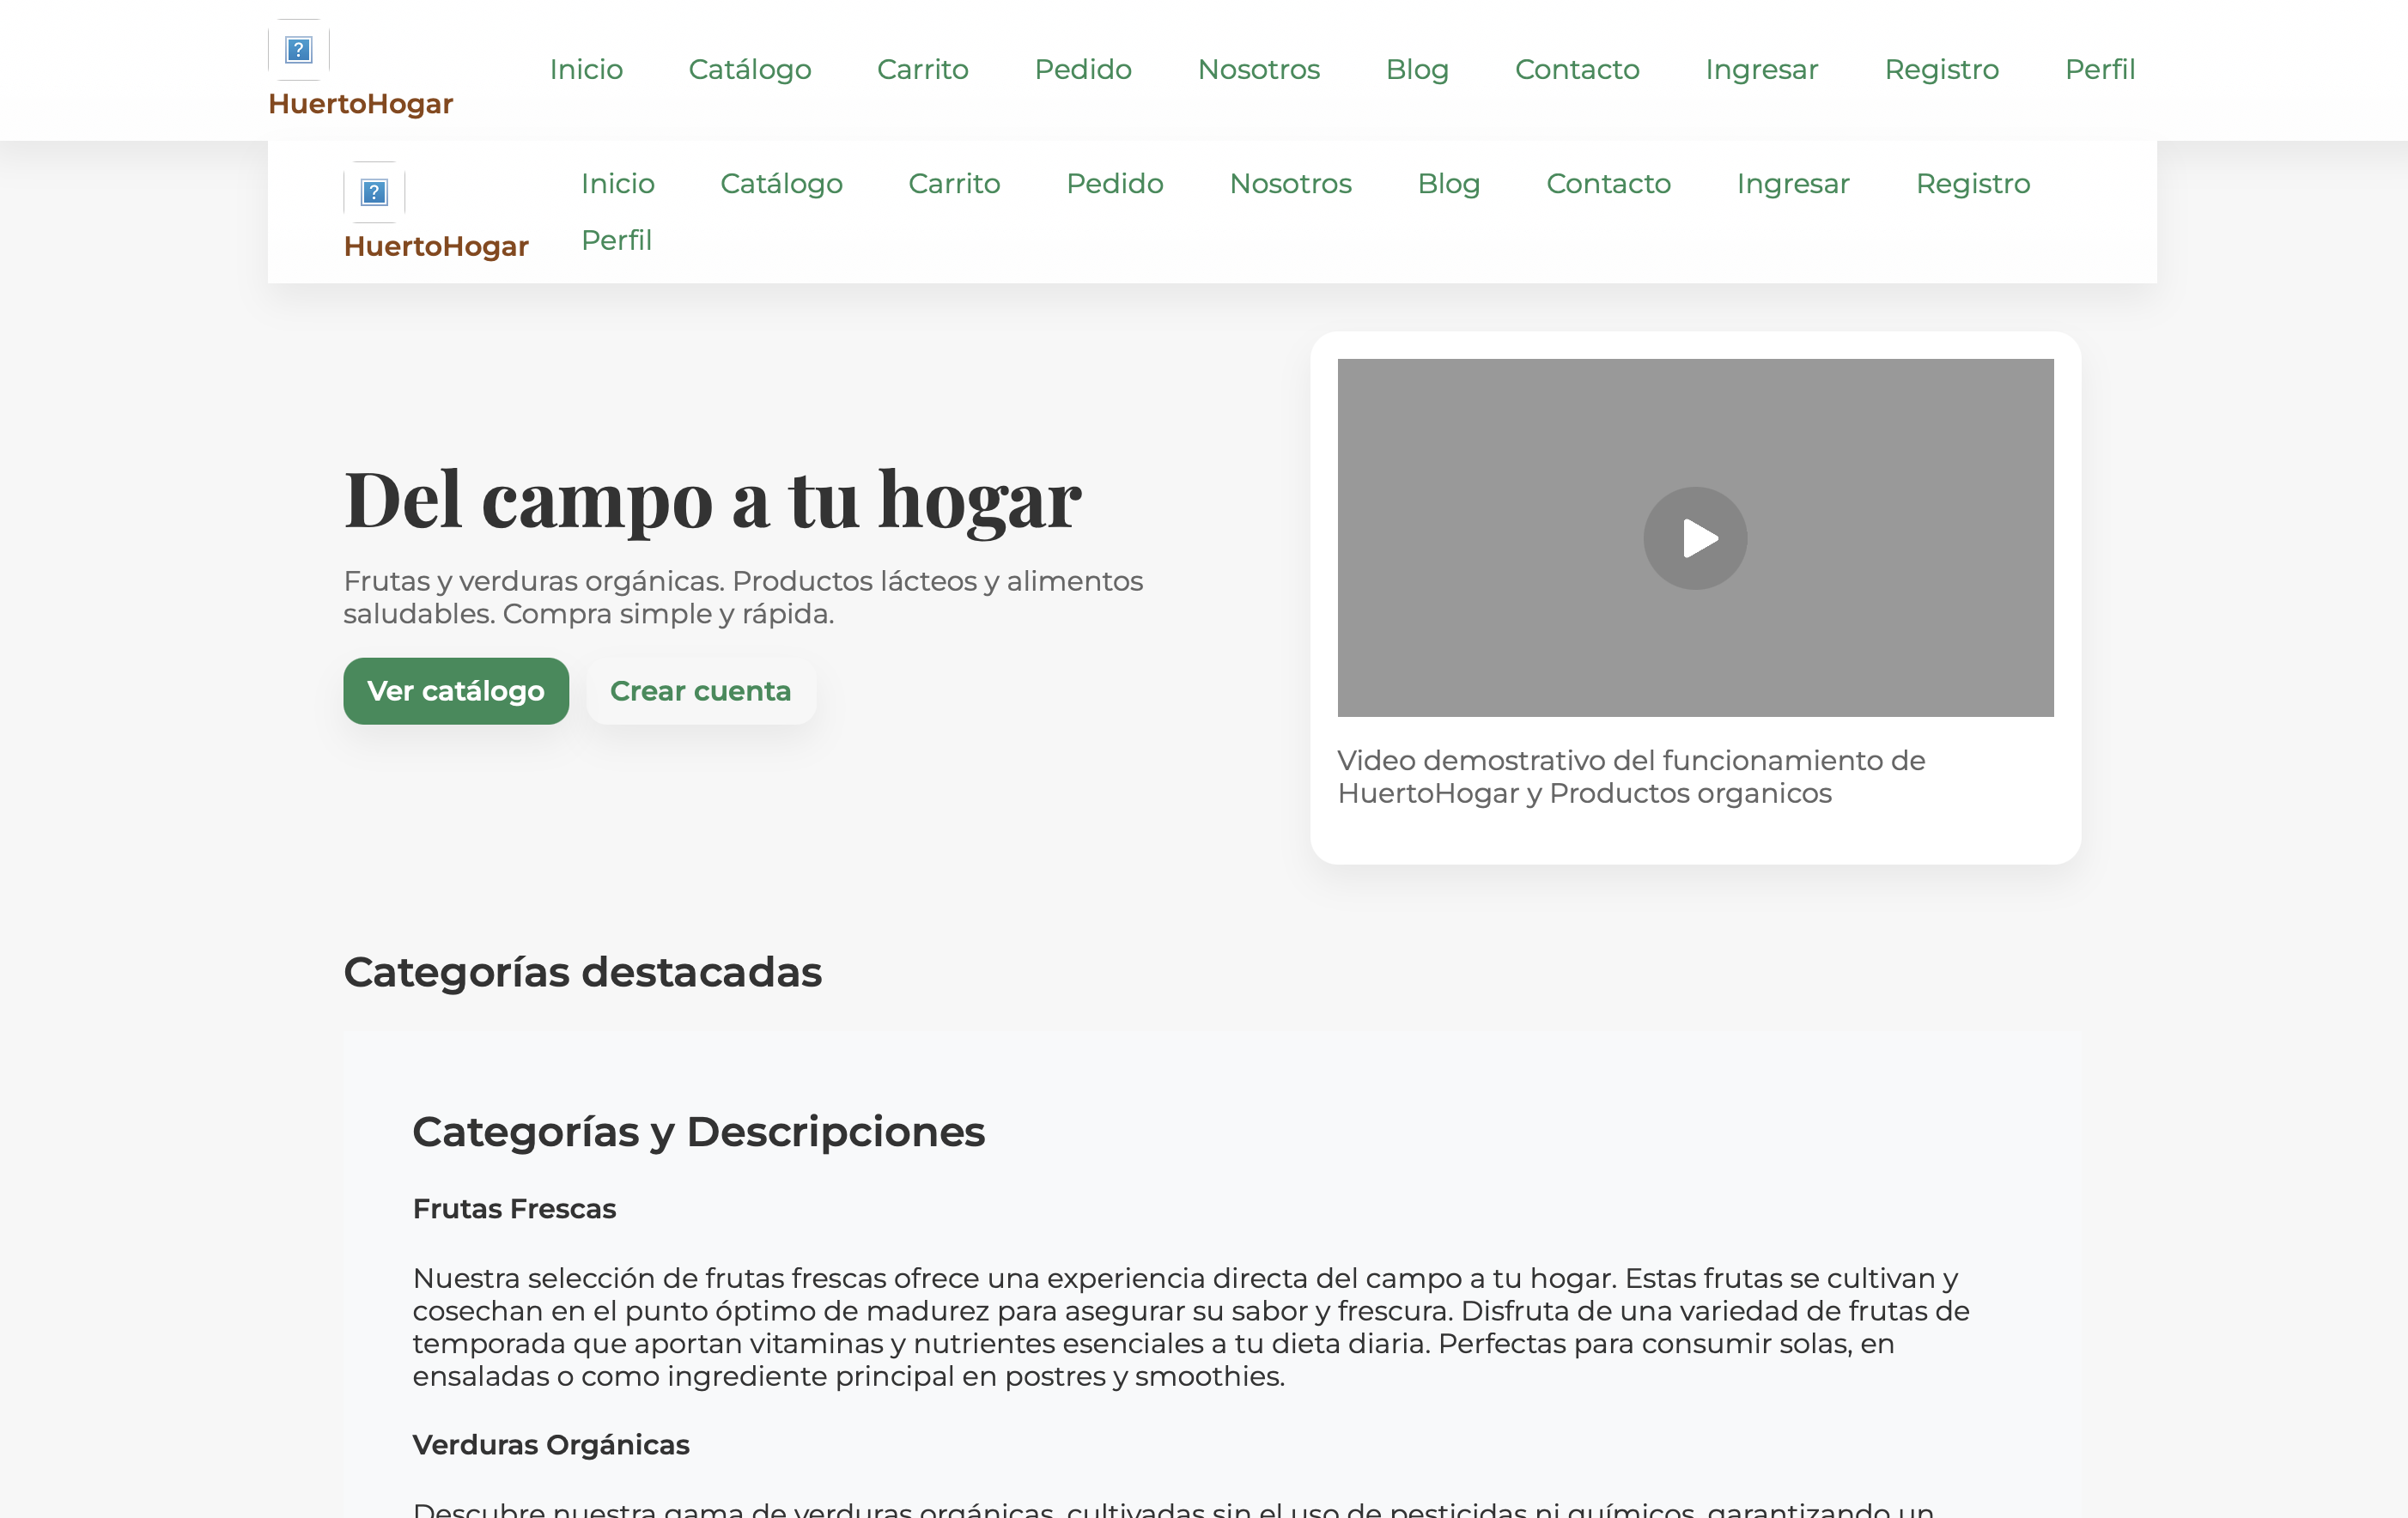 HuertoHogar
Inicio Catálogo Carrito Pedido Nosotros Blog Contacto Ingresar Registro Perfil
HuertoHogar
Inicio Catálogo Carrito Pedido Nosotros Blog Contacto Ingresar Registro
Perfil
Del campo a tu hogar
Frutas y verduras orgánicas. Productos lácteos y alimentos
saludables. Compra simple y rápida.
Ver catálogo
Crear cuenta
Video demostrativo del funcionamiento de
HuertoHogar y Productos organicos
Categorías destacadas
Categorías y Descripciones
Frutas Frescas
Nuestra selección de frutas frescas ofrece una experiencia directa del campo a tu hogar. Estas frutas se cultivan y
cosechan en el punto óptimo de madurez para asegurar su sabor y frescura. Disfruta de una variedad de frutas de
temporada que aportan vitaminas y nutrientes esenciales a tu dieta diaria. Perfectas para consumir solas, en
ensaladas o como ingrediente principal en postres y smoothies.
Verduras Orgánicas
Descubre nuestra gama de verduras orgánicas, cultivadas sin el uso de pesticidas ni químicos, garantizando un